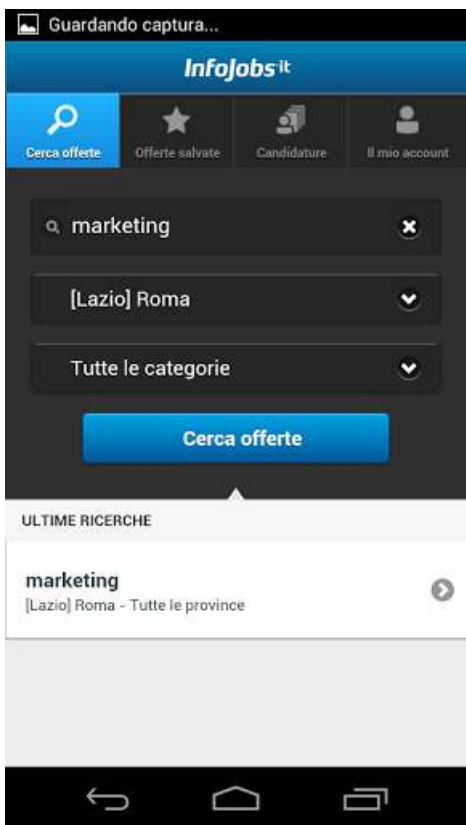 Guardando captura...
InfoJobs.it
Cerca offerte
Offerte salvate
Candidature
Il mio account
marketing
[Lazio] Roma
Tutte le categorie
Cerca offerte
ULTIME RICERCHE
marketing
[Lazio] Roma - Tutte le province